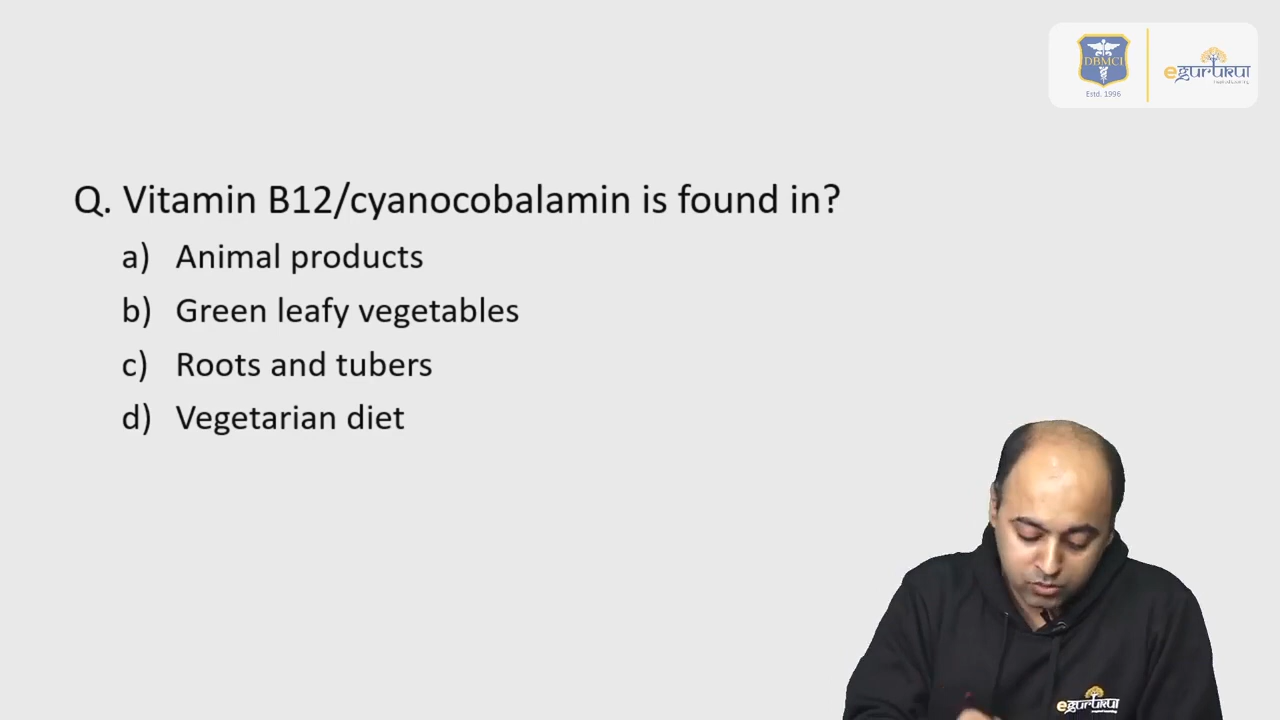 DBMCI
Estd. 1996
egurukul
Q. Vitamin B12/cyanocobalamin is found in?
a) Animal products
b) Green leafy vegetables
c) Roots and tubers
d) Vegetarian diet
egurukul